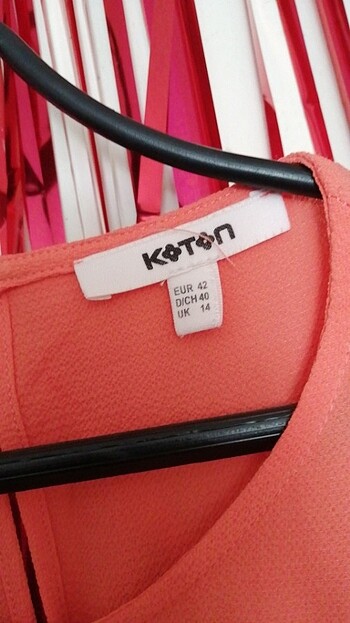 KOTON
EUR 42
D/CH 40
UK 14